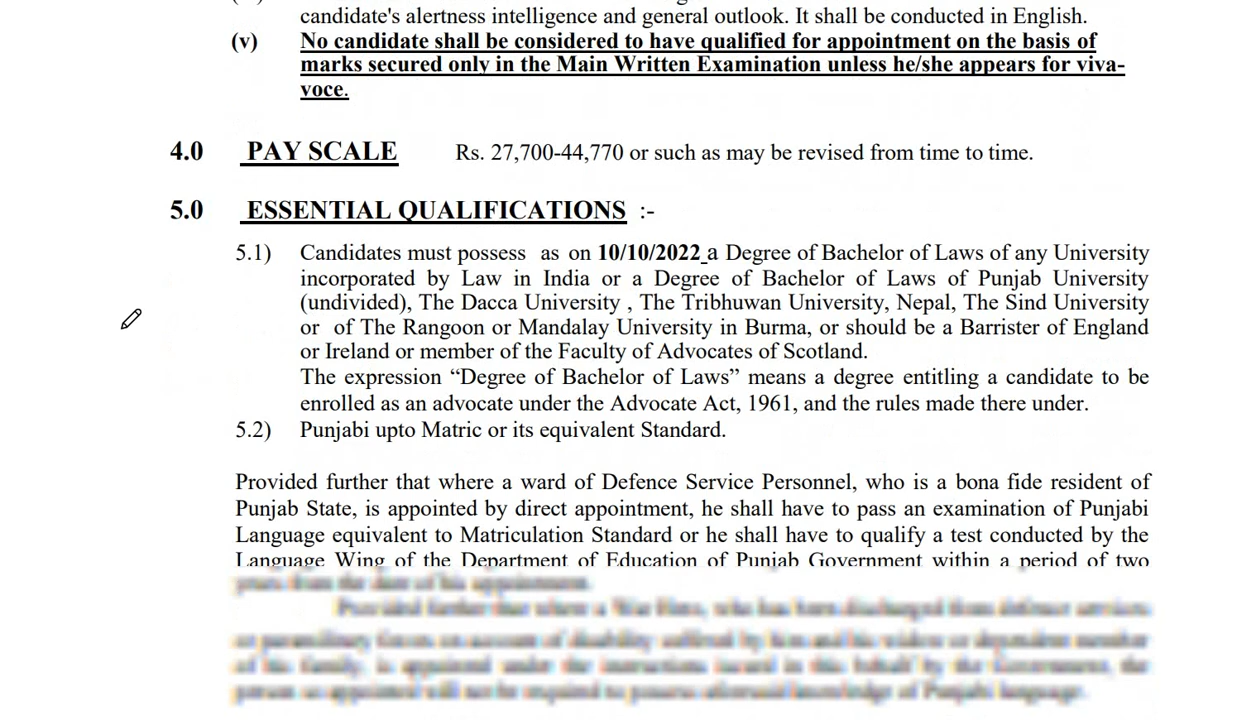 candidate's alertness intelligence and general outlook. It shall be conducted in English.
(v) No candidate shall be considered to have qualified for appointment on the basis of
marks secured only in the Main Written Examination unless he/she appears for viva-
voce.
4.0 PAY SCALE Rs. 27,700-44,770 or such as may be revised from time to time.
5.0 ESSENTIAL QUALIFICATIONS :-
5.1) Candidates must possess as on 10/10/2022 a Degree of Bachelor of Laws of any University
incorporated by Law in India or a Degree of Bachelor of Laws of Punjab University
(undivided), The Dacca University , The Tribhuwan University, Nepal, The Sind University
or of The Rangoon or Mandalay University in Burma, or should be a Barrister of England
or Ireland or member of the Faculty of Advocates of Scotland.
The expression “Degree of Bachelor of Laws” means a degree entitling a candidate to be
enrolled as an advocate under the Advocate Act, 1961, and the rules made there under.
5.2) Punjabi upto Matric or its equivalent Standard.
Provided further that where a ward of Defence Service Personnel, who is a bona fide resident of
Punjab State, is appointed by direct appointment, he shall have to pass an examination of Punjabi
Language equivalent to Matriculation Standard or he shall have to qualify a test conducted by the
Language Wing of the Department of Education of Punjab Government within a period of two
years from the date of his appointment.